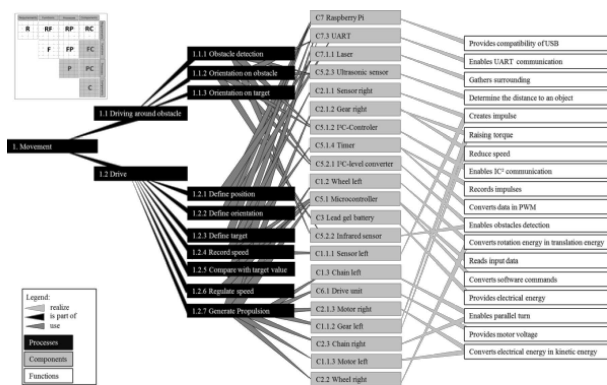 R RF RP RC
F FP FC
P PC
C
1. Movement
1.1 Driving around obstacle
1.2 Drive
1.1.1 Obstacle detection
1.1.2 Orientation on obstacle
1.1.3 Orientation on target
1.2.1 Define position
1.2.2 Define orientation
1.2.3 Define target
1.2.4 Record speed
1.2.5 Compare with target value
1.2.6 Regulate speed
1.2.7 Generate Propulsion
C7 Raspberry Pi
C7.3 UART
C7.1.1 Laser
C5.2.3 Ultrasonic sensor
C2.1.1 Sensor right
C2.1.2 Gear right
C5.1.2 I²C-Controler
C5.1.4 Timer
C5.2.1 I²C-level converter
C1.2 Wheel left
C5.1 Microcontroller
C3 Lead gel battery
C5.2.2 Infrared sensor
C1.1.1 Sensor left
C1.3 Chain left
C6.1 Drive unit
C2.1.3 Motor right
C1.1.2 Gear left
C2.3 Chain right
C1.1.3 Motor left
C2.2 Wheel right
Provides compatibility of USB
Enables UART communication
Gathers surrounding
Determine the distance to an object
Creates impulse
Raising torque
Reduce speed
Enables IC² communication
Records impulses
Converts data in PWM
Enables obstacles detection
Converts rotation energy in translation energy
Reads input data
Converts software commands
Provides electrical energy
Enables parallel turn
Provides motor voltage
Converts electrical energy in kinetic energy
Legend:
realize
is part of
use
Processes
Components
Functions